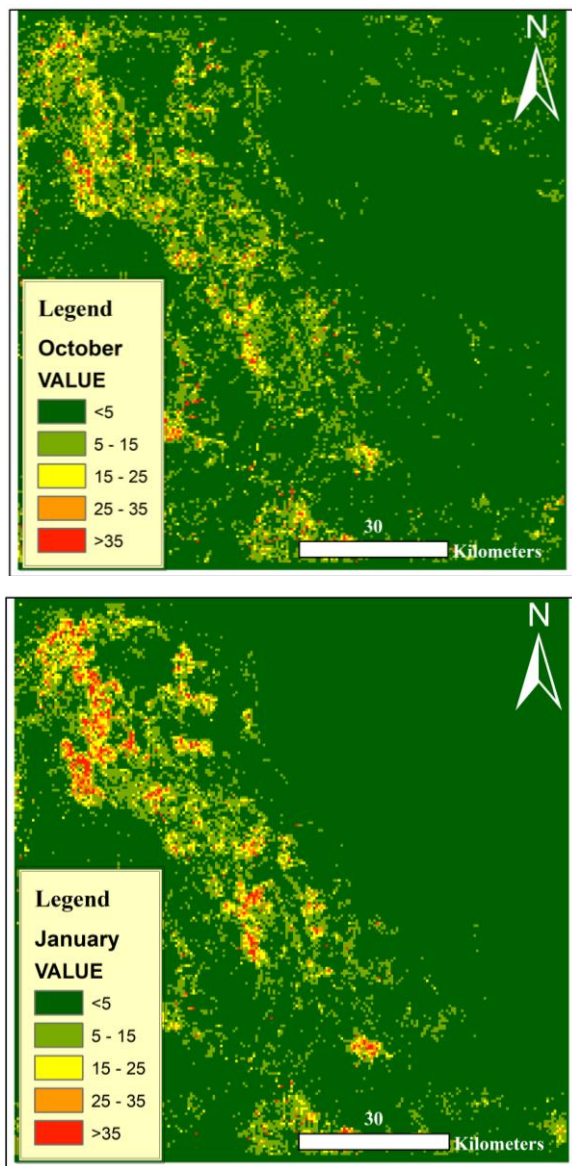 N
Legend
October
VALUE
<5
5 - 15
15 - 25
25 - 35
>35
30
Kilometers
N
Legend
January
VALUE
<5
5 - 15
15 - 25
25 - 35
>35
30
Kilometers